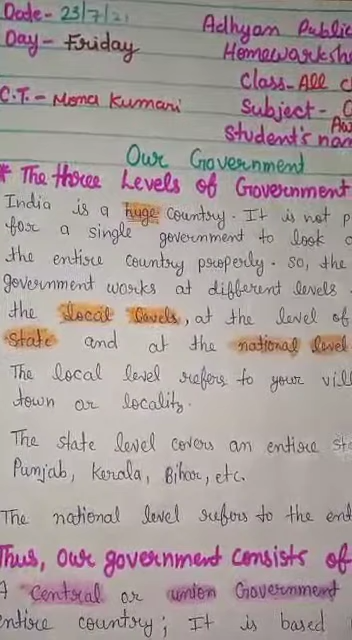 Date- 23/7/21
Adhyan Public
Day- Friday
Homewarksh
Class- All c
C.T.- Mona Kumari
Subject-
Student's nam
Our Government
* The three Levels of Government
India is a huge country. It is not p
for a single government to look
the entire country properly. So, the
government works at different levels
the Local Levels, at the level of
State and at the national level
The local level refers to your vill
town or locality.
The state level covers an entire sta
Punjab, Kerala, Bihar, etc.
The national level refers to the ent
Thus, our government consists of
A Central or union Government
entire country; It is based